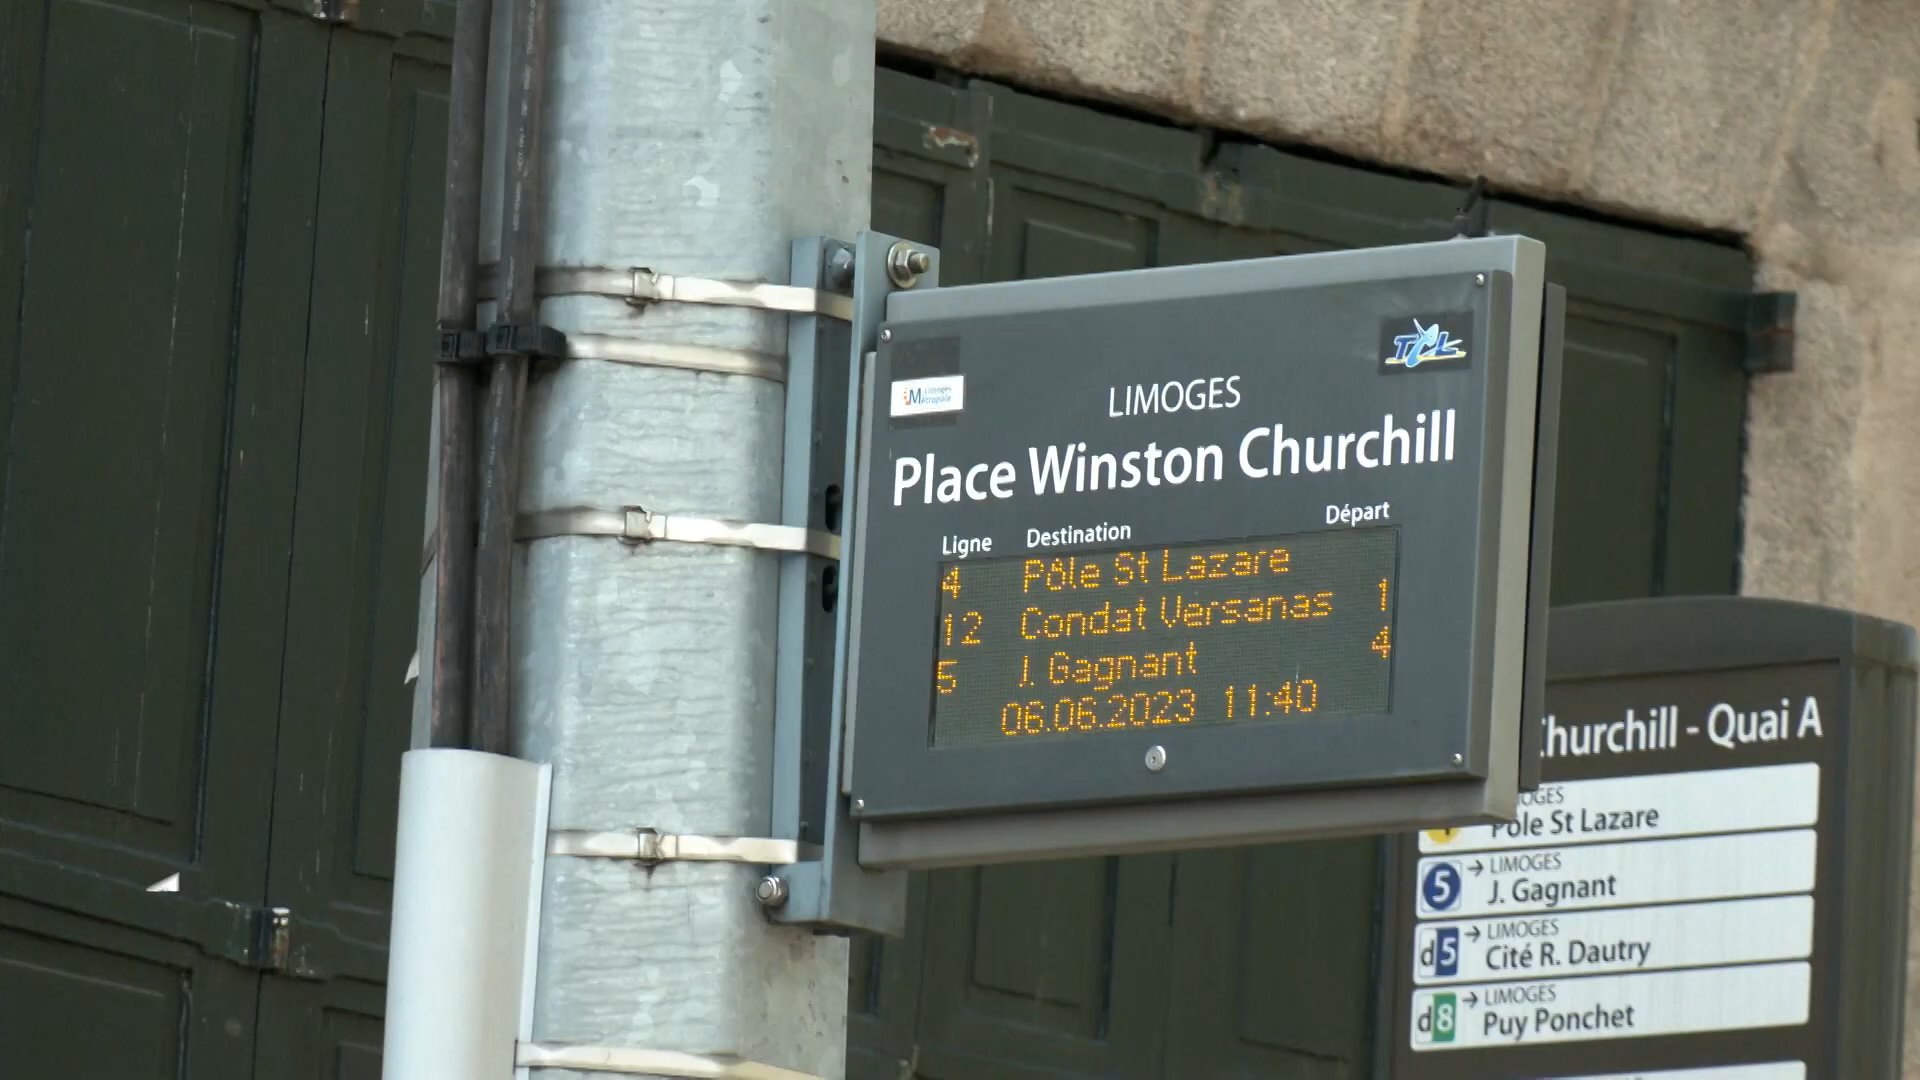 TCL
Limoges
Métropole
LIMOGES
Place Winston Churchill
Ligne Destination Départ
4 Pôle St Lazare
12 Condat Versanas 1
5 J. Gagnant 4
06.06.2023 11:40
Churchill - Quai A
Pôle St Lazare
5 → LIMOGES
J. Gagnant
d5 → LIMOGES
Cité R. Dautry
d8 → LIMOGES
Puy Ponchet